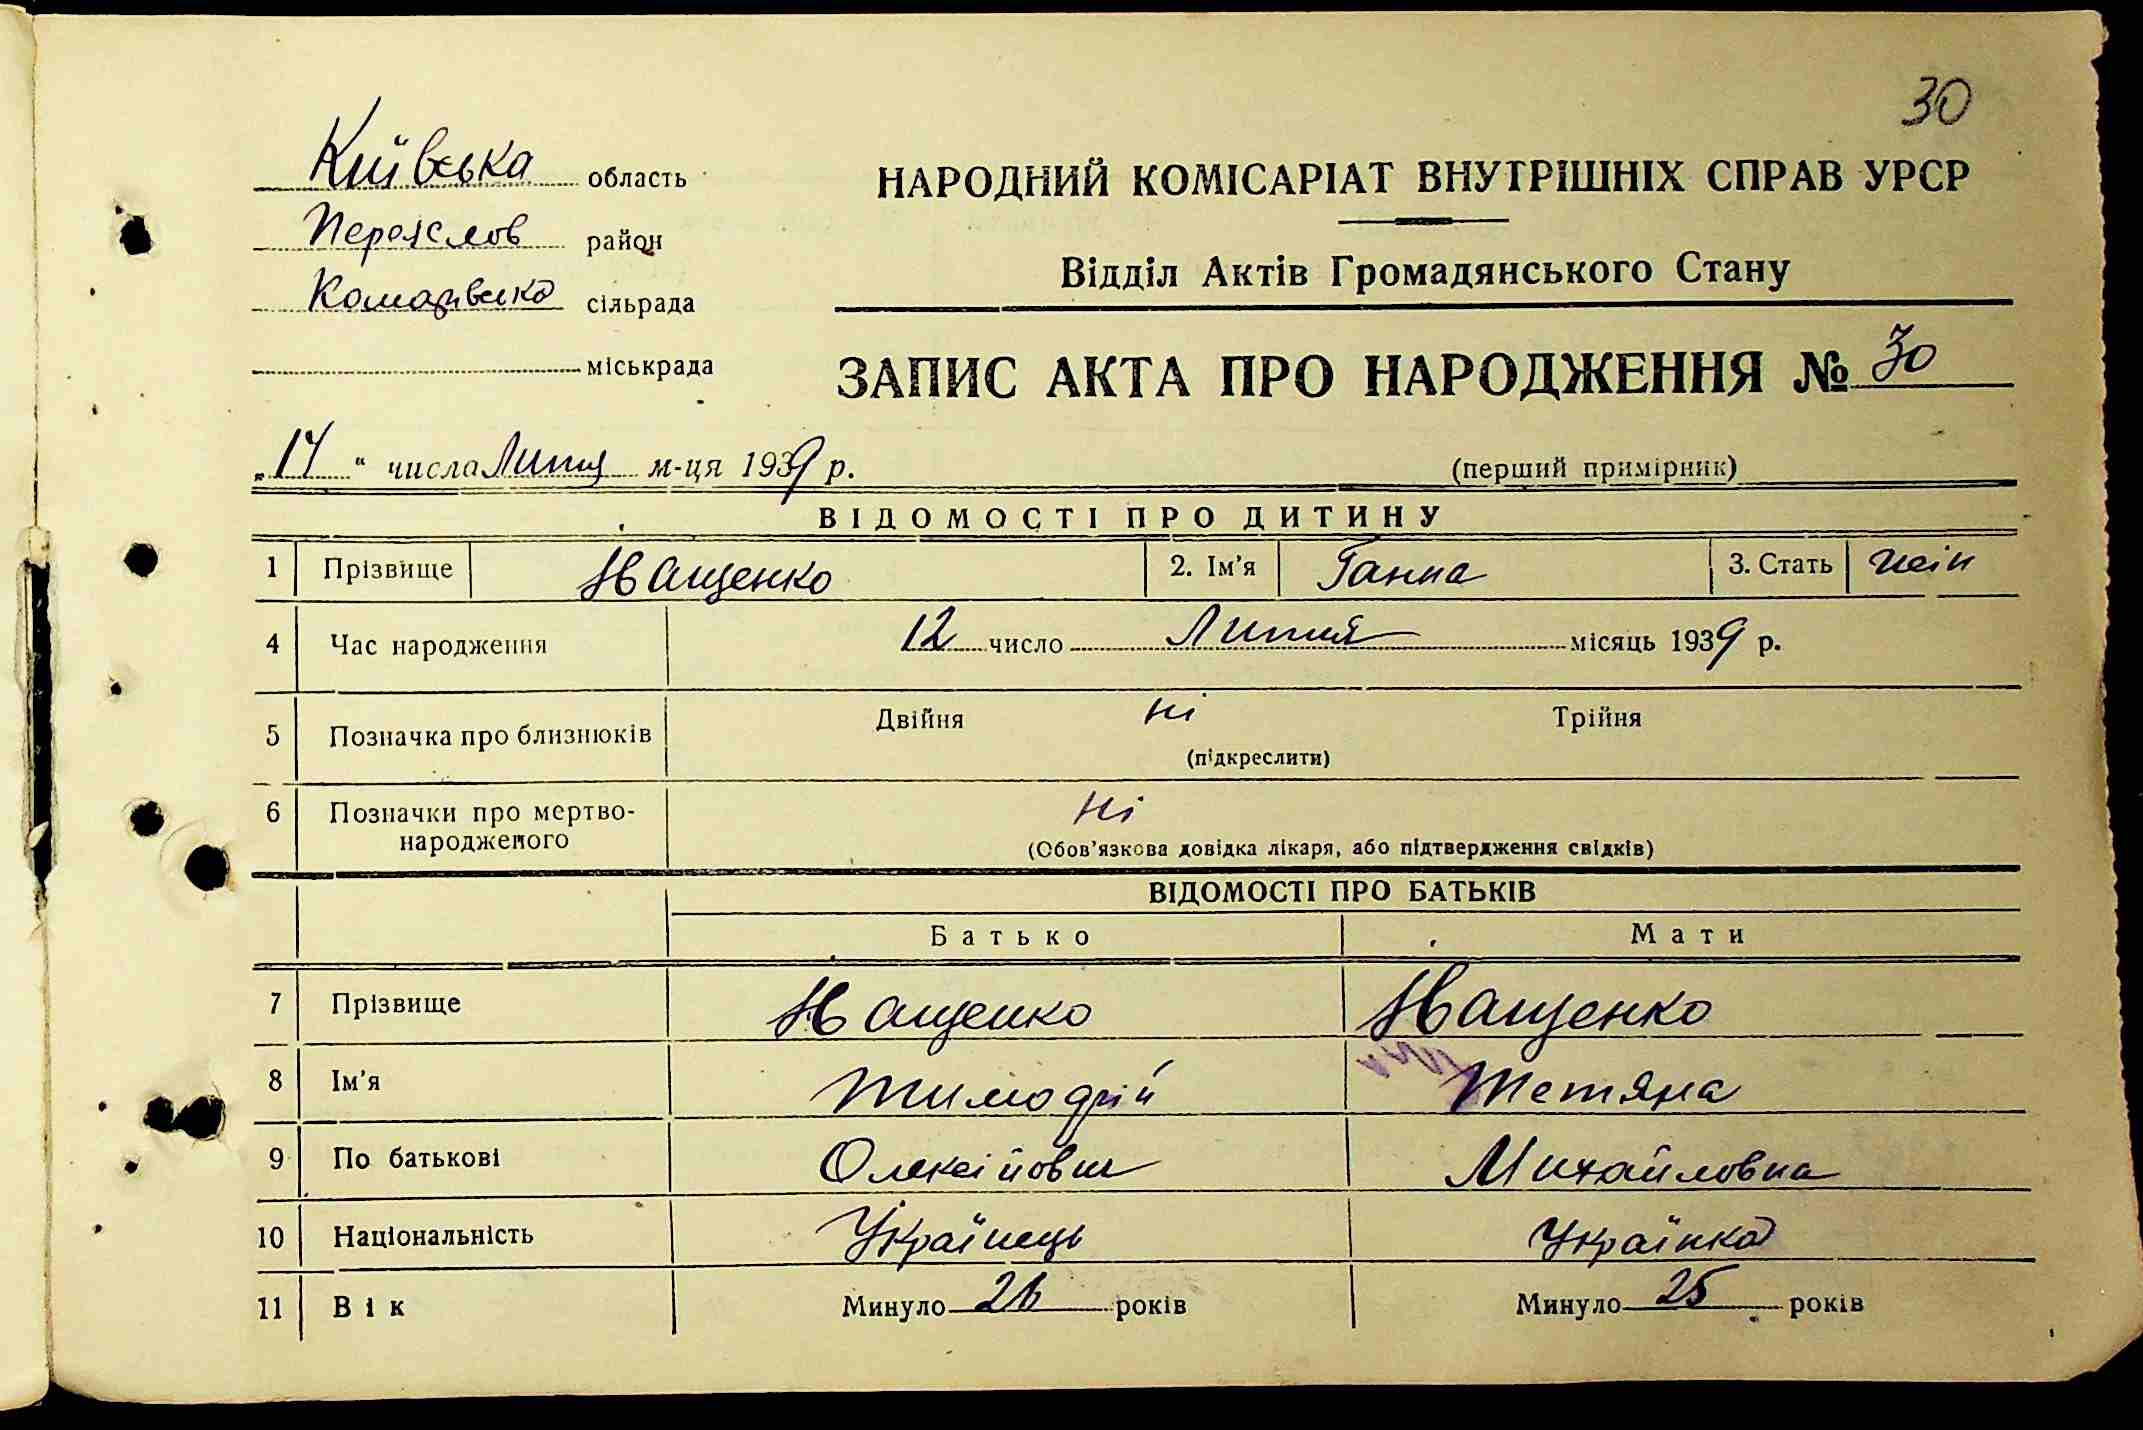 30
Київська область
НАРОДНИЙ КОМІСАРІАТ ВНУТРІШНІХ СПРАВ УРСР
Переяслов район
Відділ Актів Громадянського Стану
сільрада
міськрада
ЗАПИС АКТА ПРО НАРОДЖЕННЯ № 30
„14“ числа Липня м-ця 1939 р.
(перший примірник)
ВІДОМОСТІ ПРО ДИТИНУ
1 Прізвище Іващенко 2. Ім'я Ганна 3. Стать жін
4 Час народження 12 число Липня місяць 1939 р.
5 Позначка про близнюків Двійня ні Трійня
(підкреслити)
6 Позначки про мертво-
народженого ні
(Обов'язкова довідка лікаря, або підтвердження свідків)
ВІДОМОСТІ ПРО БАТЬКІВ
Батько Мати
7 Прізвище Іващенко Іващенко
8 Ім'я Тимофій Тетяна
9 По батькові Олексійович Михайловна
10 Національність Українець Українка
11 Вік Минуло 26 років Минуло 25 років